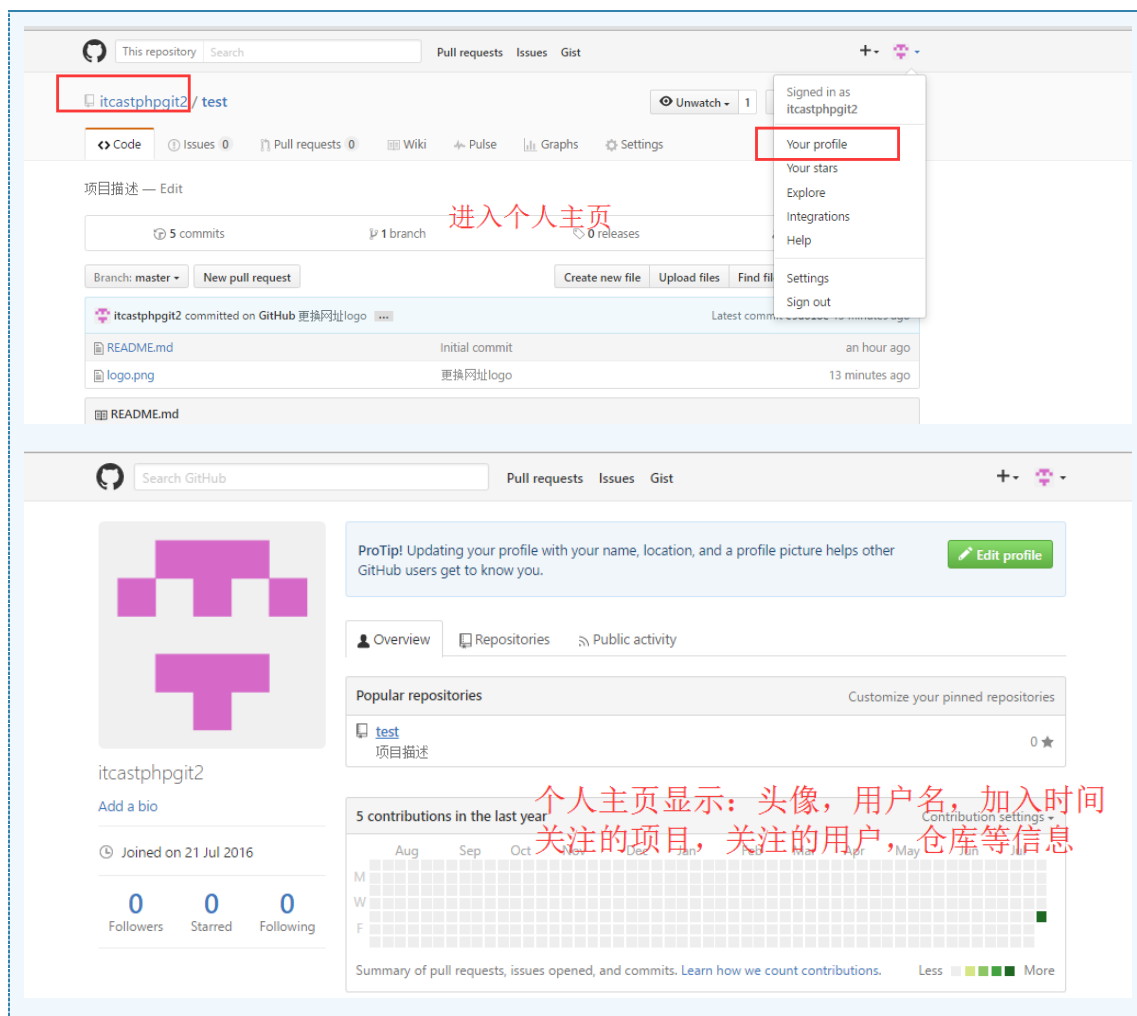 This repository Search Pull requests Issues Gist
itcastphpgit2 / test
Unwatch 1
Signed in as
itcastphpgit2
Your profile
Your stars
Explore
Integrations
Help
Settings
Sign out
Code Issues 0 Pull requests 0 Wiki Pulse Graphs Settings
项目描述 — Edit
进入个人主页
5 commits 1 branch 0 releases
Branch: master New pull request Create new file Upload files Find
itcastphpgit2 committed on GitHub 更换网址logo ... Latest minutes ago
README.md Initial commit an hour ago
logo.png 更换网址logo 13 minutes ago
README.md
Search GitHub Pull requests Issues Gist
ProTip! Updating your profile with your name, location, and a profile picture helps other
GitHub users get to know you.
Edit profile
Overview Repositories Public activity
Popular repositories Customize your pinned repositories
test
项目描述
0
itcastphpgit2
Add a bio
Joined on 21 Jul 2016
0 0 0
Followers Starred Following
个人主页显示：头像，用户名，加入时间
关注的项目，关注的用户，仓库等信息
5 contributions in the last year Contribution settings
Aug Sep Oct Nov Dec Jan Feb Mar Apr May Jun Jul
M
W
F
Summary of pull requests, issues opened, and commits. Learn how we count contributions. Less More